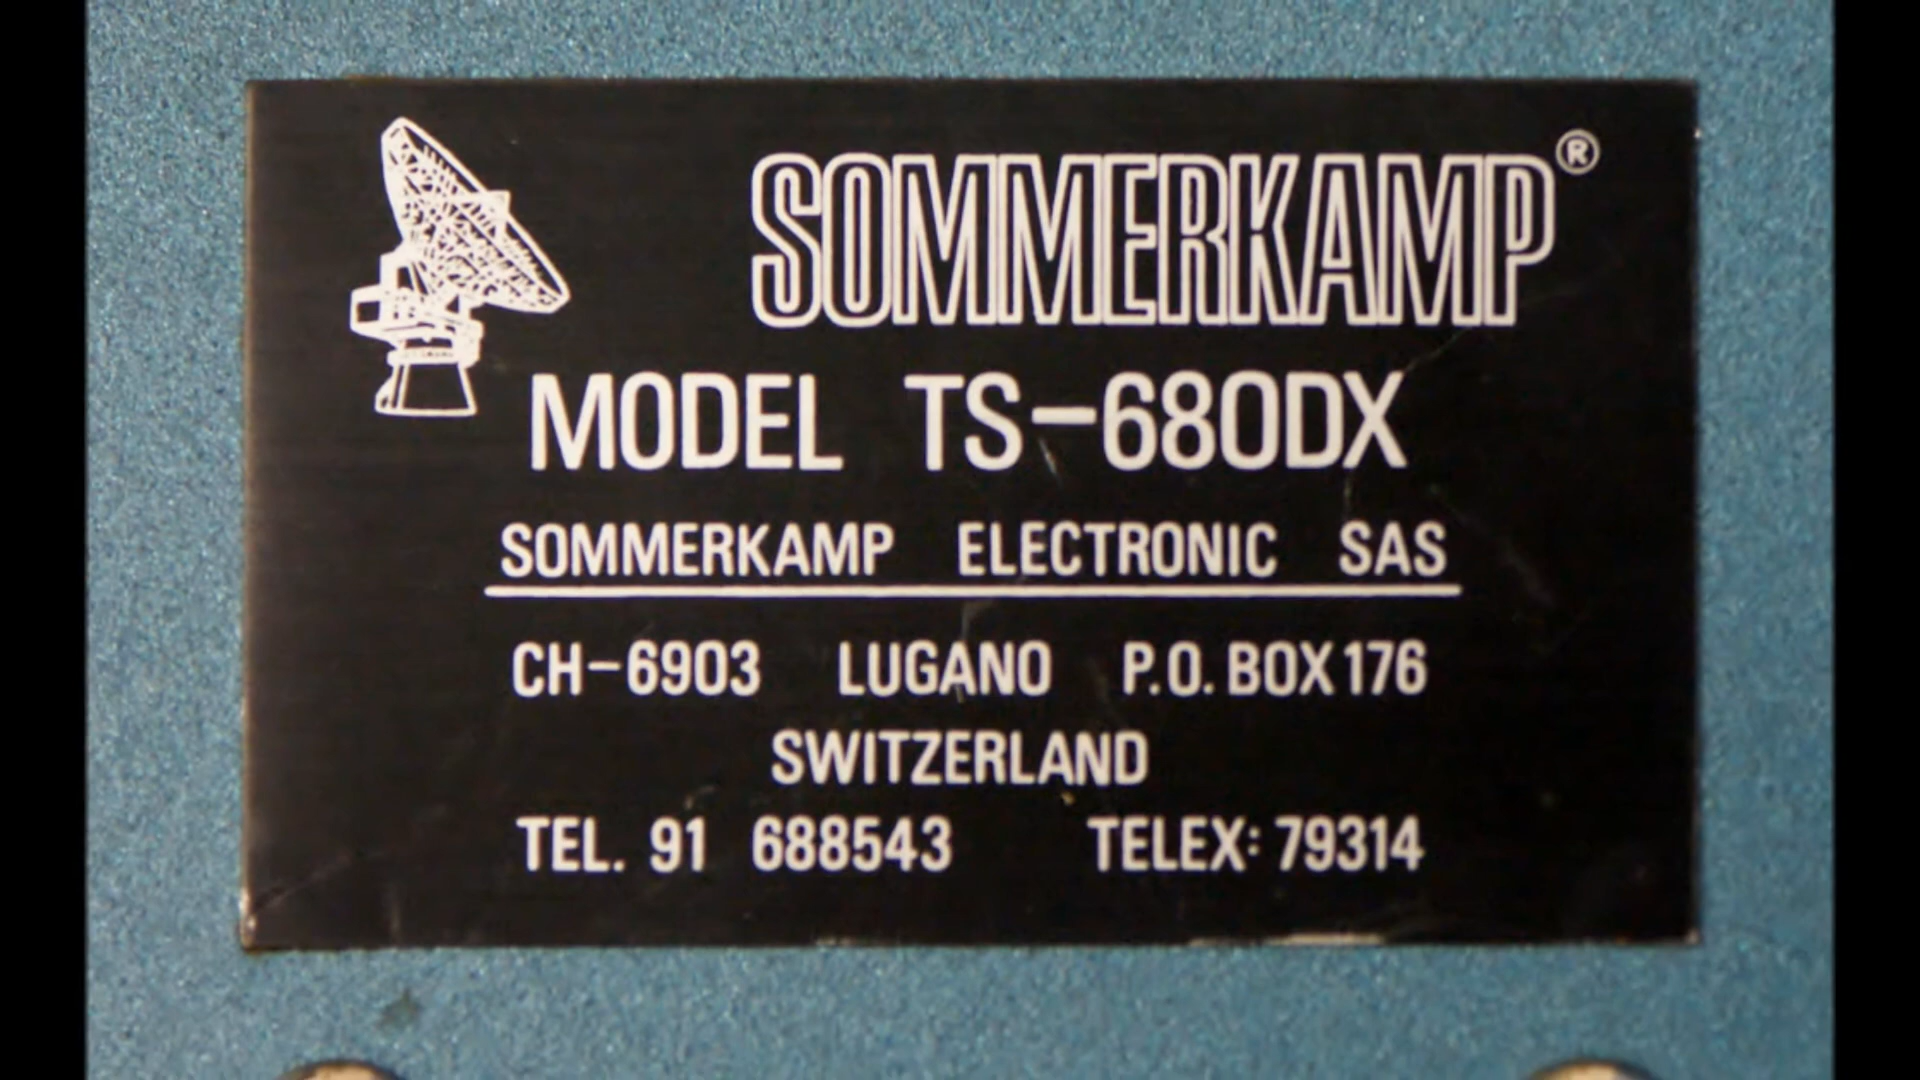 SOMMERKAMP®
MODEL TS-680DX
SOMMERKAMP ELECTRONIC SAS
CH-6903 LUGANO P.O. BOX 176
SWITZERLAND
TEL. 91 688543 TELEX: 79314